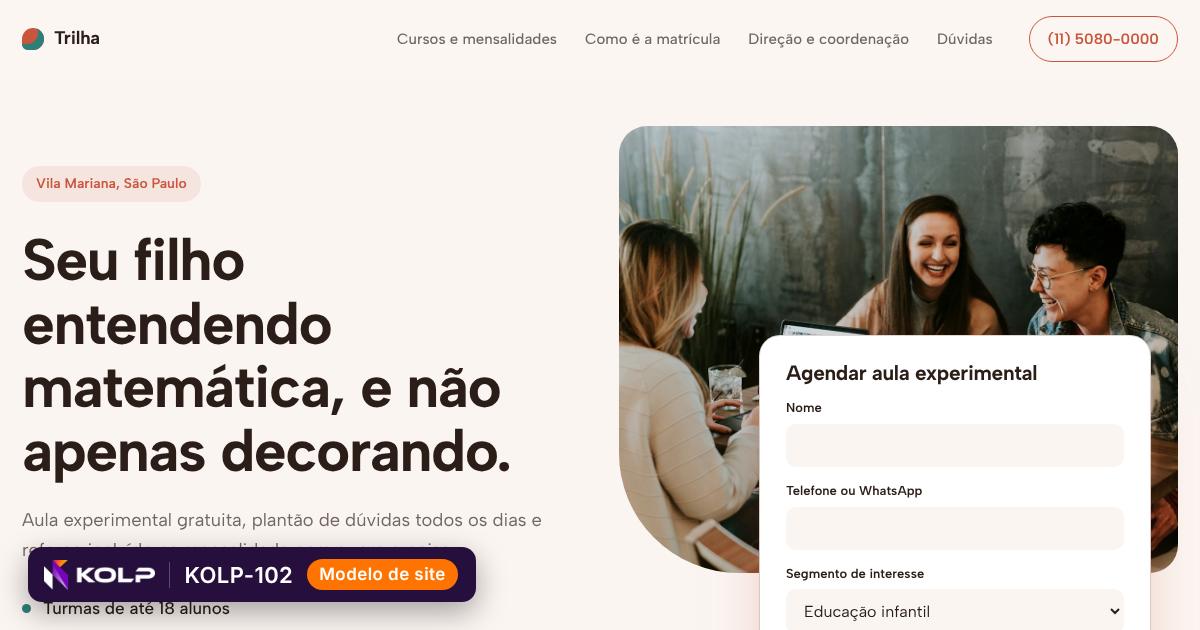 Trilha
Cursos e mensalidades
Como é a matrícula
Direção e coordenação
Dúvidas
(11) 5080-0000
Vila Mariana, São Paulo
Seu filho
entendendo
matemática, e não
apenas decorando.
Aula experimental gratuita, plantão de dúvidas todos os dias e
KOLP
KOLP-102
Modelo de site
Turmas de até 18 alunos
Agendar aula experimental
Nome
Telefone ou WhatsApp
Segmento de interesse
Educação infantil